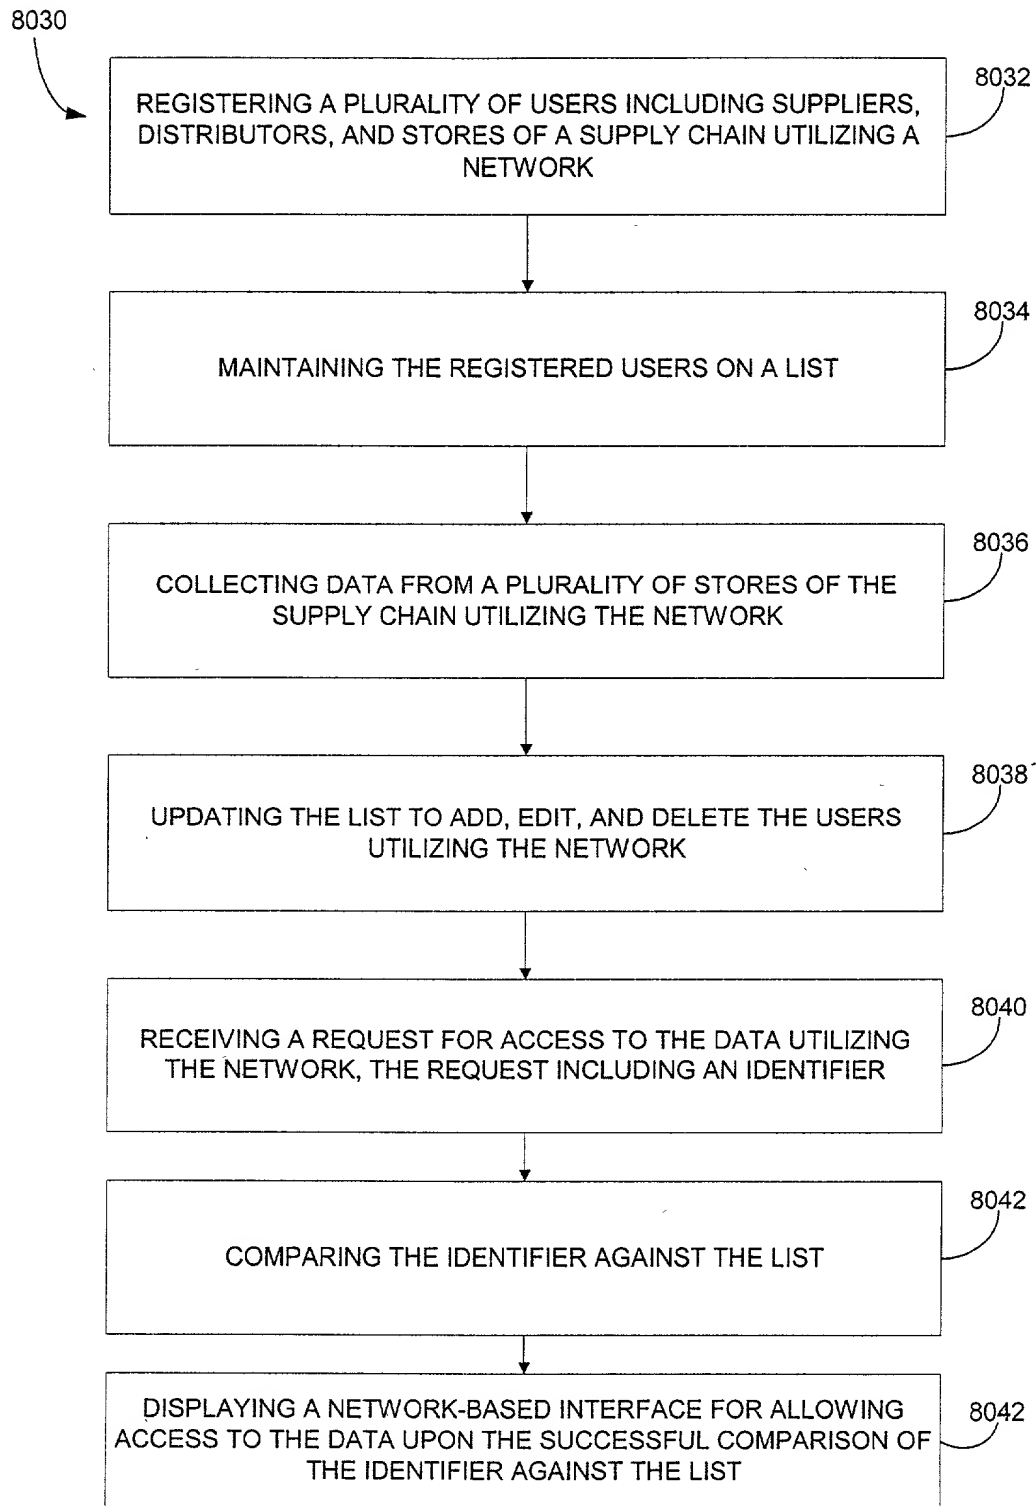 8030
8032
REGISTERING A PLURALITY OF USERS INCLUDING SUPPLIERS,
DISTRIBUTORS, AND STORES OF A SUPPLY CHAIN UTILIZING A
NETWORK
8034
MAINTAINING THE REGISTERED USERS ON A LIST
8036
COLLECTING DATA FROM A PLURALITY OF STORES OF THE
SUPPLY CHAIN UTILIZING THE NETWORK
8038
UPDATING THE LIST TO ADD, EDIT, AND DELETE THE USERS
UTILIZING THE NETWORK
8040
RECEIVING A REQUEST FOR ACCESS TO THE DATA UTILIZING
THE NETWORK, THE REQUEST INCLUDING AN IDENTIFIER
8042
COMPARING THE IDENTIFIER AGAINST THE LIST
8042
DISPLAYING A NETWORK-BASED INTERFACE FOR ALLOWING
ACCESS TO THE DATA UPON THE SUCCESSFUL COMPARISON OF
THE IDENTIFIER AGAINST THE LIST